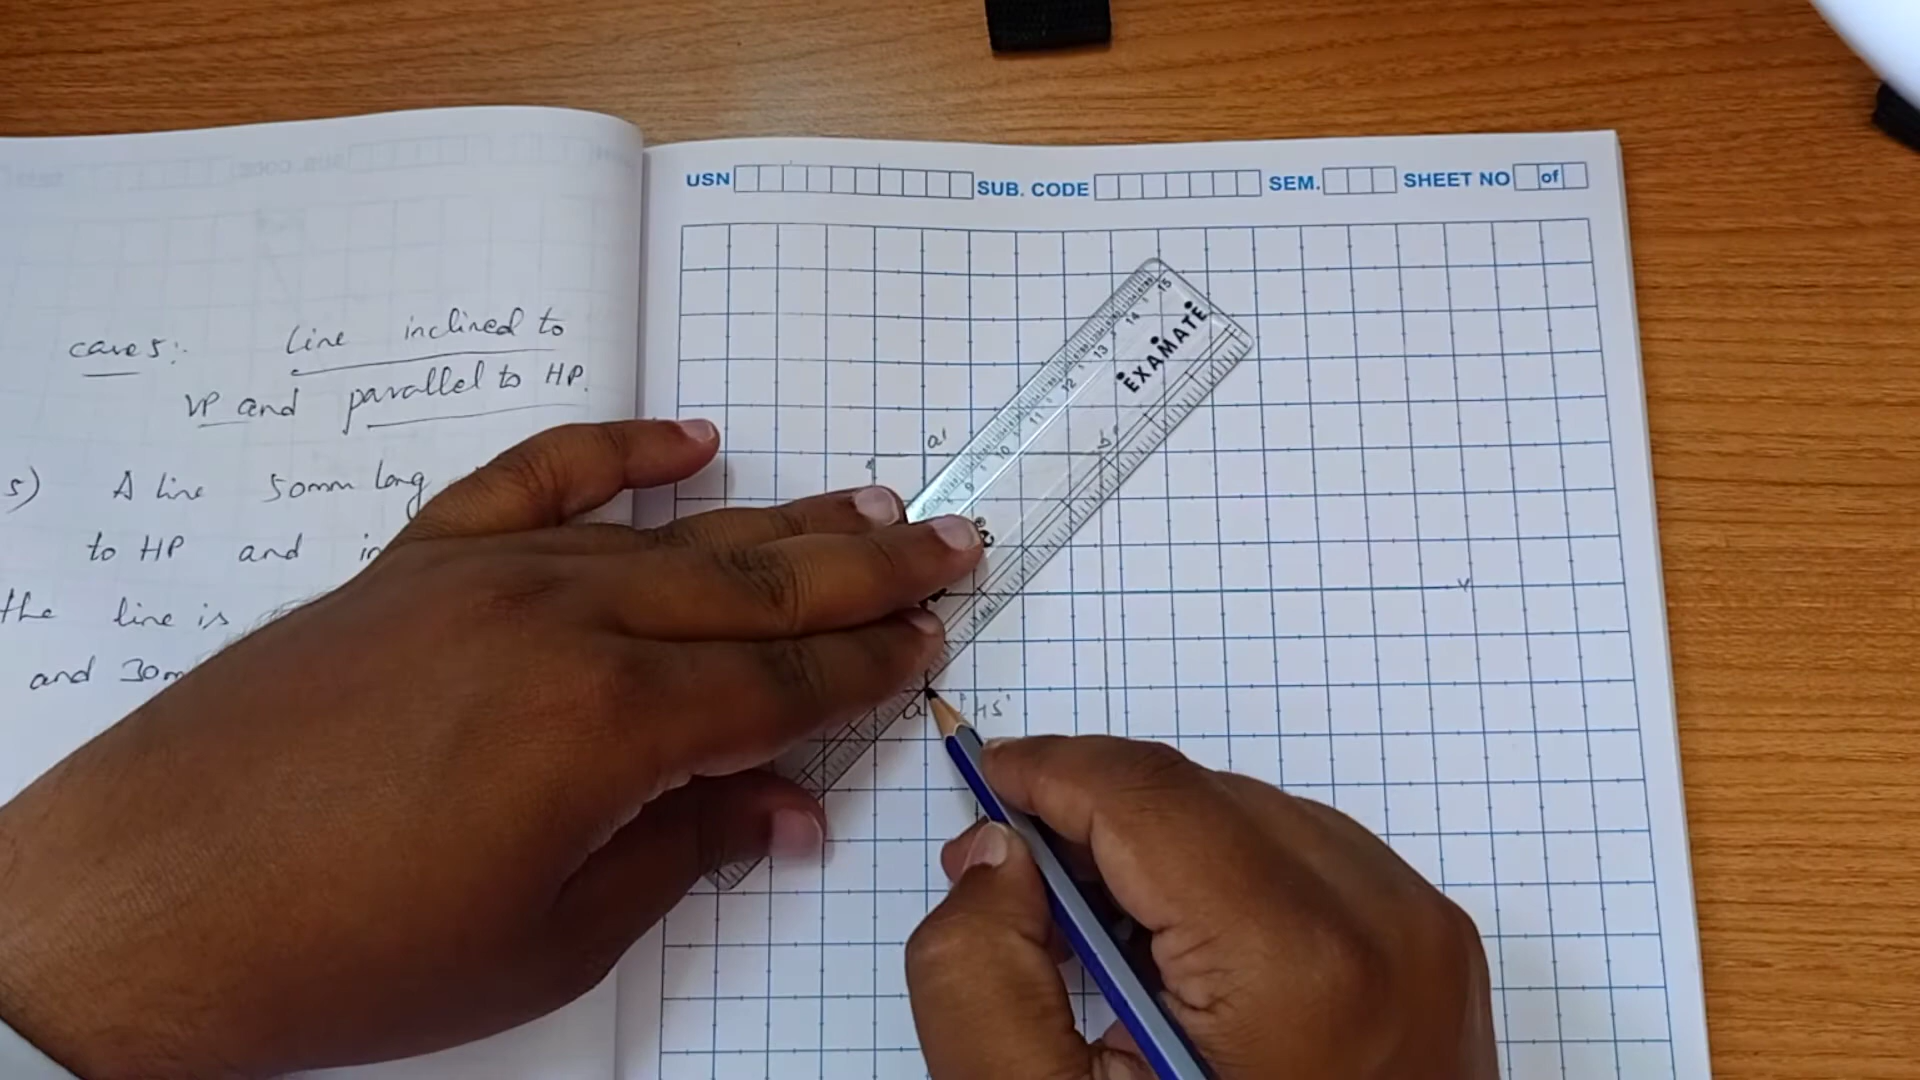 case 5:- Line inclined to
VP and parallel to HP.
5) A line 50mm long
to HP and
the line is
and 30m
USN SUB. CODE SEM. SHEET NO of
a'
b'
9 10 11 12 13 14 15
EXAMATE
Y
a